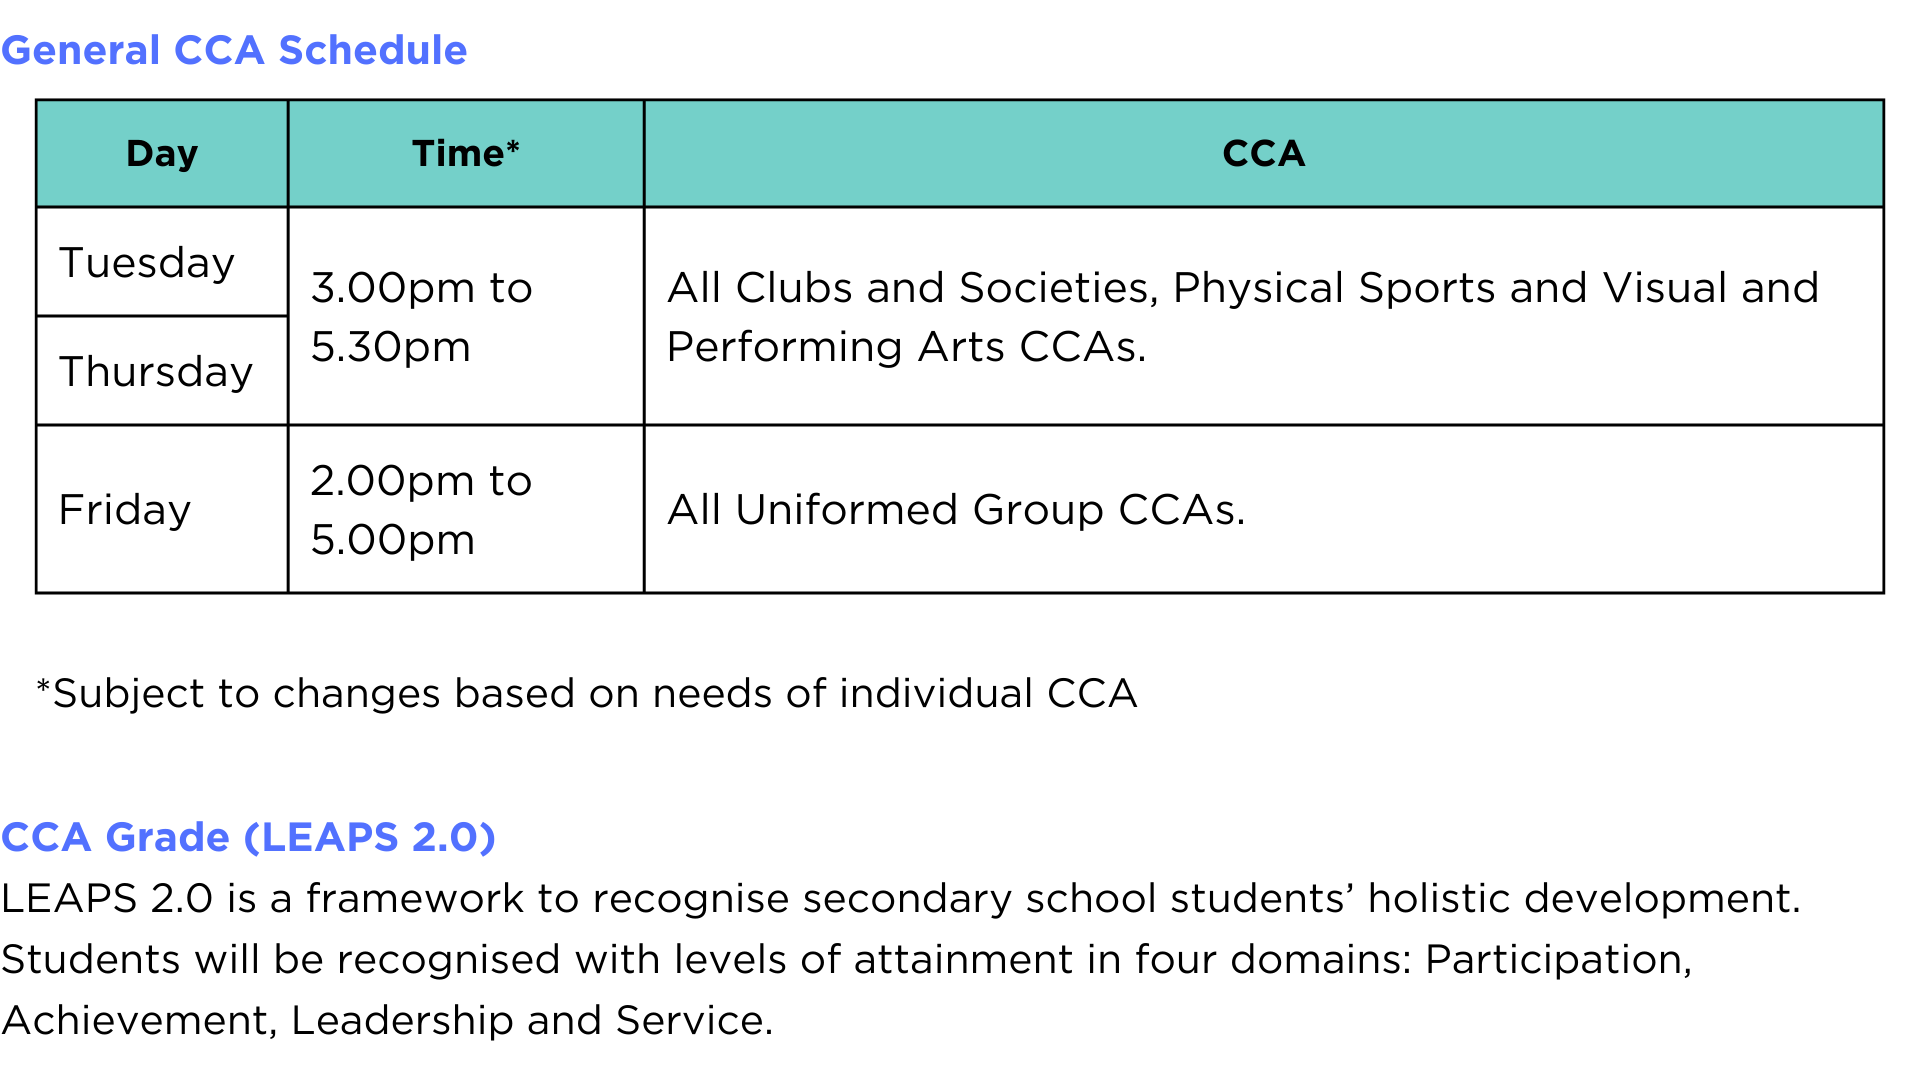 General CCA Schedule
Day Time* CCA
Tuesday
Thursday
3.00pm to
5.30pm
All Clubs and Societies, Physical Sports and Visual and
Performing Arts CCAs.
Friday
2.00pm to
5.00pm
All Uniformed Group CCAs.
*Subject to changes based on needs of individual CCA
CCA Grade (LEAPS 2.0)
LEAPS 2.0 is a framework to recognise secondary school students’ holistic development.
Students will be recognised with levels of attainment in four domains: Participation,
Achievement, Leadership and Service.